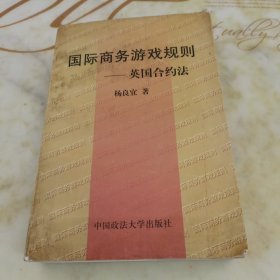 国际商务游戏规则
——英国合约法
杨良宜 著
中国政法大学出版社